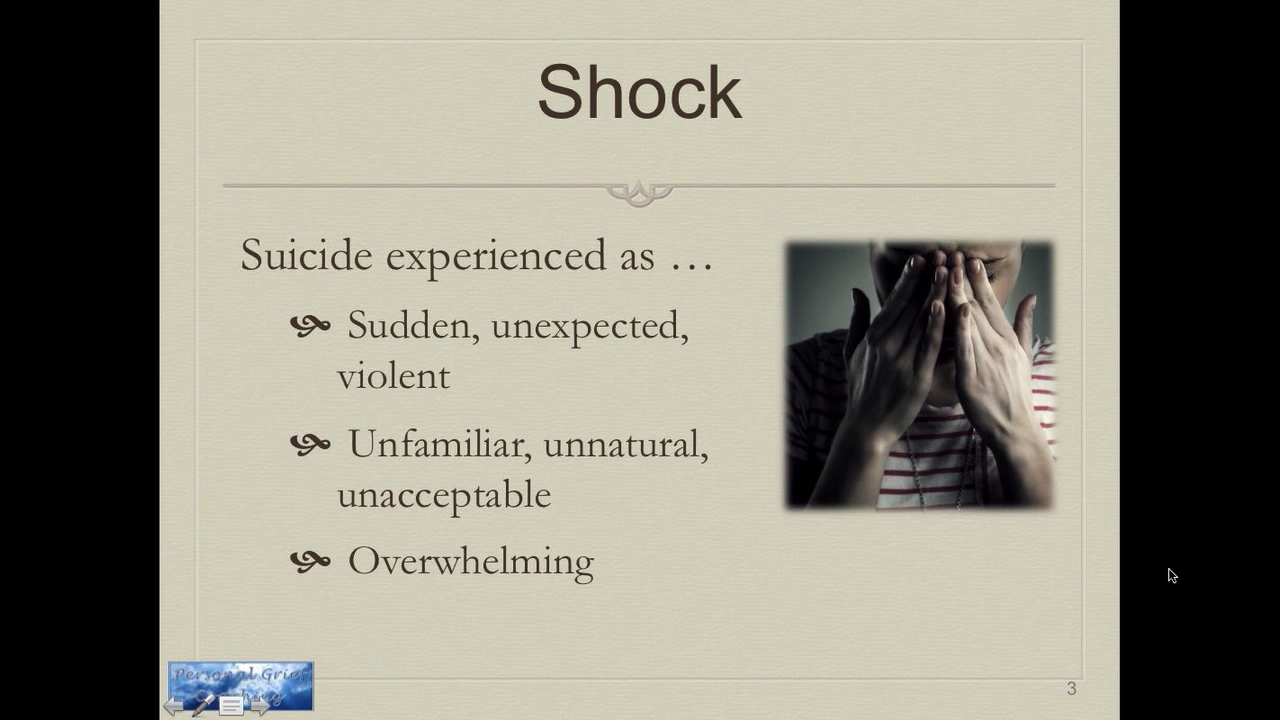 Shock
Suicide experienced as …
Sudden, unexpected,
violent
Unfamiliar, unnatural,
unacceptable
Overwhelming
Personal Grief
3